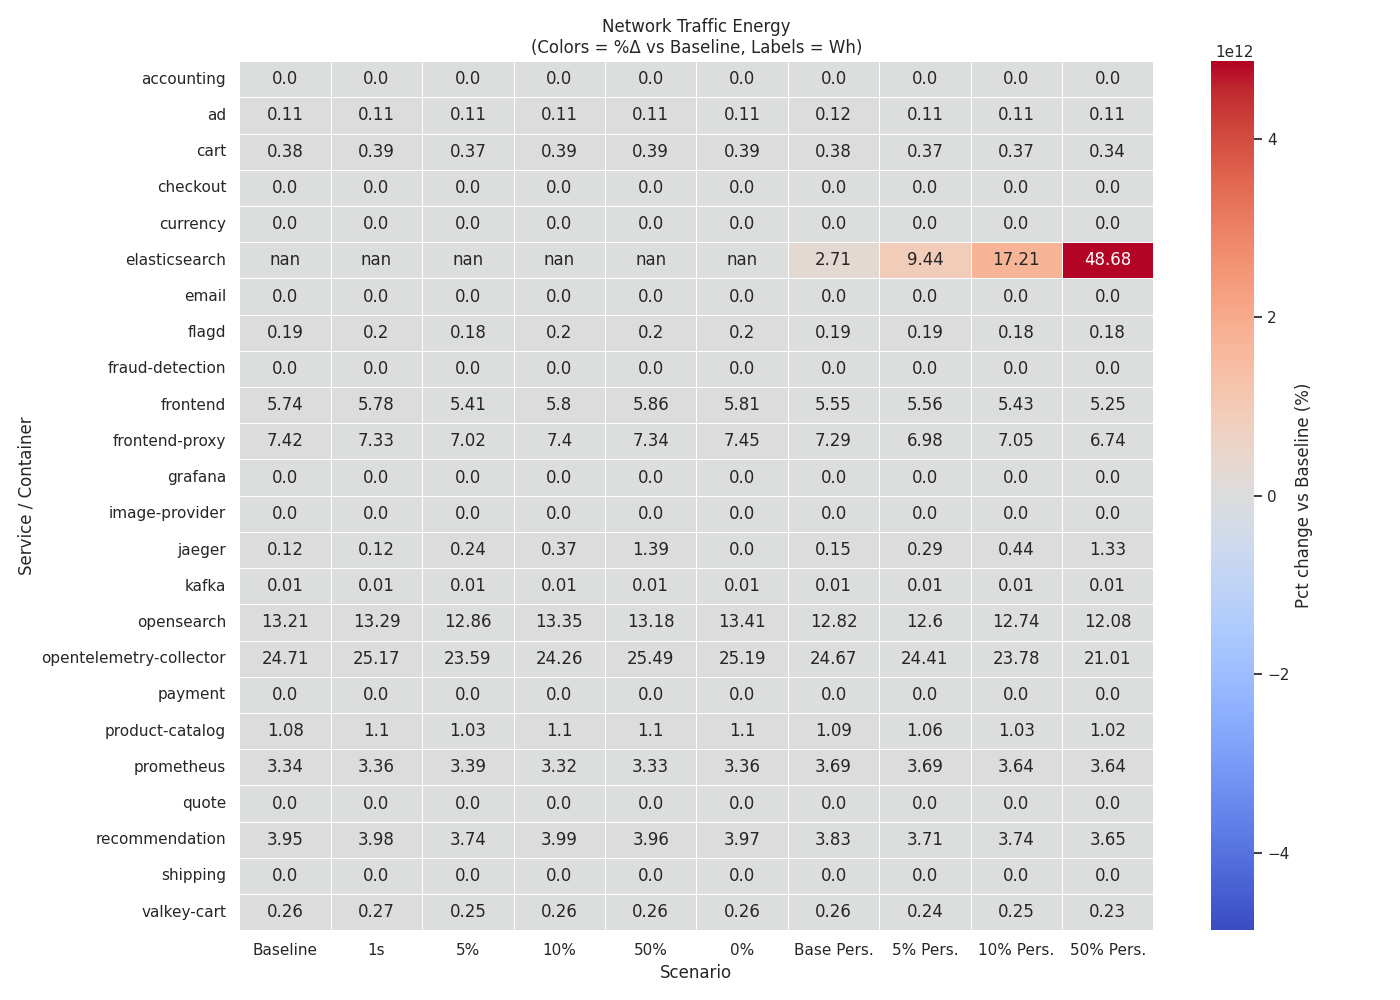 Network Traffic Energy
(Colors = %Δ vs Baseline, Labels = Wh)
1e12
accounting 0.0 0.0 0.0 0.0 0.0 0.0 0.0 0.0 0.0 0.0
ad 0.11 0.11 0.11 0.11 0.11 0.11 0.12 0.11 0.11 0.11
cart 0.38 0.39 0.37 0.39 0.39 0.39 0.38 0.37 0.37 0.34
checkout 0.0 0.0 0.0 0.0 0.0 0.0 0.0 0.0 0.0 0.0
currency 0.0 0.0 0.0 0.0 0.0 0.0 0.0 0.0 0.0 0.0
elasticsearch nan nan nan nan nan nan 2.71 9.44 17.21 48.68
email 0.0 0.0 0.0 0.0 0.0 0.0 0.0 0.0 0.0 0.0
flagd 0.19 0.2 0.18 0.2 0.2 0.2 0.19 0.19 0.18 0.18
fraud-detection 0.0 0.0 0.0 0.0 0.0 0.0 0.0 0.0 0.0 0.0
frontend 5.74 5.78 5.41 5.8 5.86 5.81 5.55 5.56 5.43 5.25
frontend-proxy 7.42 7.33 7.02 7.4 7.34 7.45 7.29 6.98 7.05 6.74
grafana 0.0 0.0 0.0 0.0 0.0 0.0 0.0 0.0 0.0 0.0
image-provider 0.0 0.0 0.0 0.0 0.0 0.0 0.0 0.0 0.0 0.0
jaeger 0.12 0.12 0.24 0.37 1.39 0.0 0.15 0.29 0.44 1.33
kafka 0.01 0.01 0.01 0.01 0.01 0.01 0.01 0.01 0.01 0.01
opensearch 13.21 13.29 12.86 13.35 13.18 13.41 12.82 12.6 12.74 12.08
opentelemetry-collector 24.71 25.17 23.59 24.26 25.49 25.19 24.67 24.41 23.78 21.01
payment 0.0 0.0 0.0 0.0 0.0 0.0 0.0 0.0 0.0 0.0
product-catalog 1.08 1.1 1.03 1.1 1.1 1.1 1.09 1.06 1.03 1.02
prometheus 3.34 3.36 3.39 3.32 3.33 3.36 3.69 3.69 3.64 3.64
quote 0.0 0.0 0.0 0.0 0.0 0.0 0.0 0.0 0.0 0.0
recommendation 3.95 3.98 3.74 3.99 3.96 3.97 3.83 3.71 3.74 3.65
shipping 0.0 0.0 0.0 0.0 0.0 0.0 0.0 0.0 0.0 0.0
valkey-cart 0.26 0.27 0.25 0.26 0.26 0.26 0.26 0.24 0.25 0.23
Baseline 1s 5% 10% 50% 0% Base Pers. 5% Pers. 10% Pers. 50% Pers.
Scenario
Service / Container
4
2
0
−2
−4
Pct change vs Baseline (%)